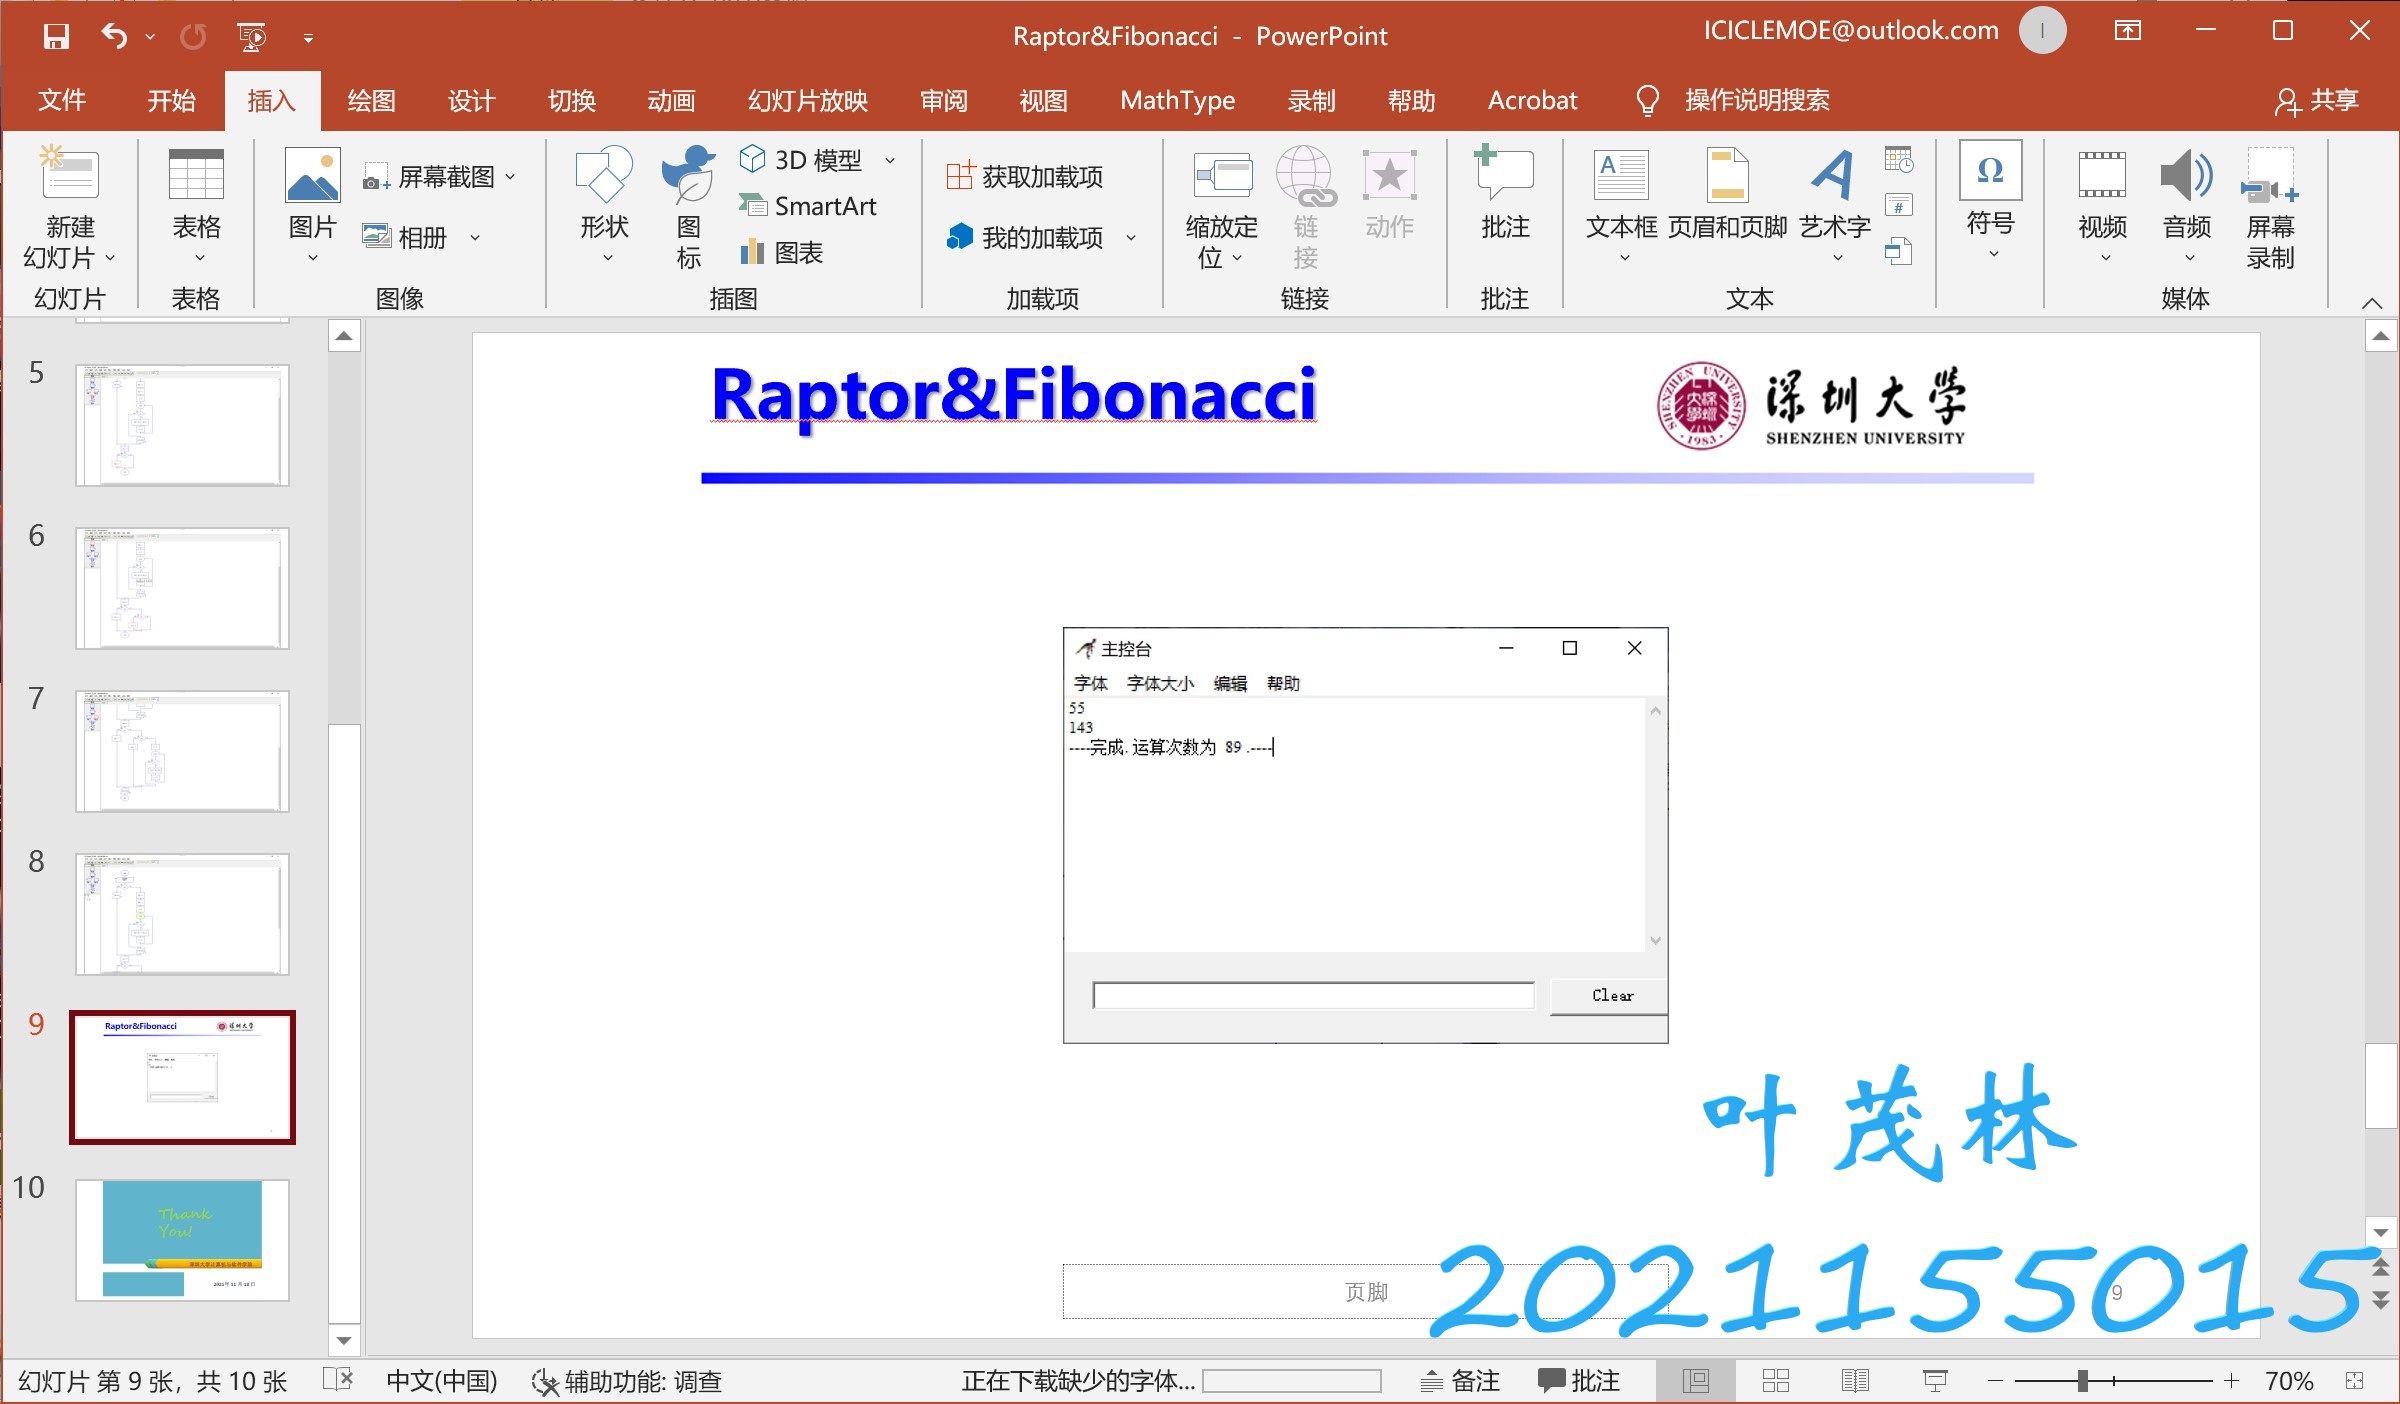 Raptor&Fibonacci - PowerPoint
ICICLEMOE@outlook.com
I
文件 开始 插入 绘图 设计 切换 动画 幻灯片放映 审阅 视图 MathType 录制 帮助 Acrobat 操作说明搜索 共享
新建
幻灯片
幻灯片
表格
表格
图片
屏幕截图
相册
图像
形状
图
标
3D 模型
SmartArt
图表
插图
获取加载项
我的加载项
加载项
缩放定
位
链
接
动作
链接
批注
批注
文本框
A
页眉和页脚
艺术字
A
#
文本
Ω
符号
视频
音频
屏幕
录制
媒体
5
6
7
8
9
Raptor&Fibonacci
深圳大学
10
Thank
You!
Raptor&Fibonacci
SHENZHEN UNIVERSITY
1983
深圳大学
SHENZHEN UNIVERSITY
主控台
字体 字体大小 编辑 帮助
55
143
----完成. 运算次数为 89 .----
Clear
叶茂林
2021155015
页脚
9
幻灯片 第 9 张，共 10 张 中文(中国) 辅助功能: 调查 正在下载缺少的字体... 备注 批注 70%